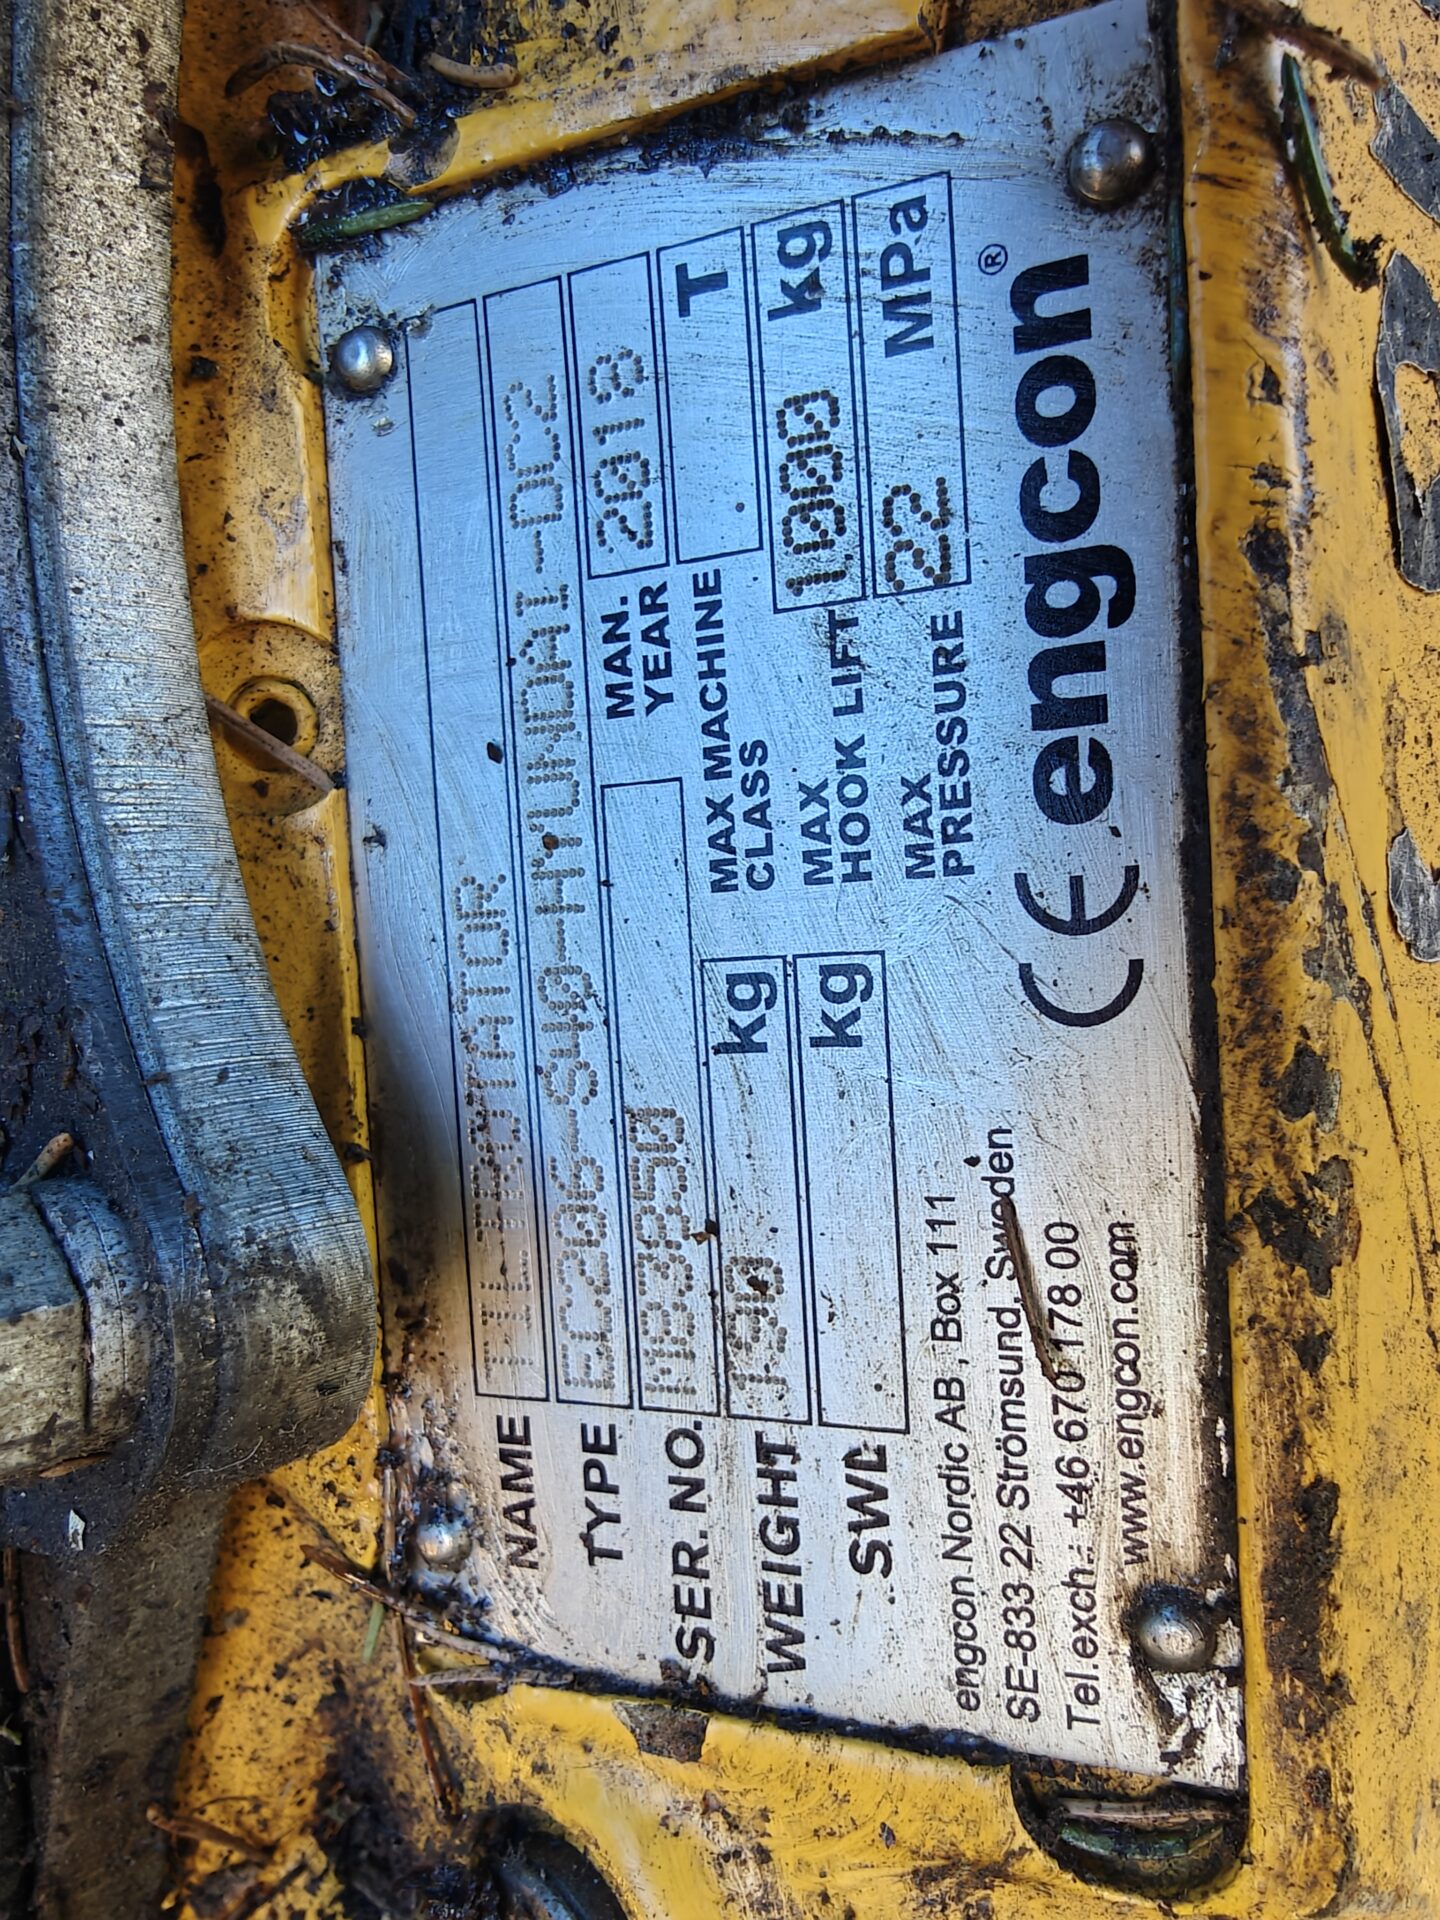 NAME TILTROTATOR
TYPE EC206-S40-HYUNDAI-DC2
SER. NO. MAN. YEAR 2018
WEIGHT 190 kg MAX MACHINE CLASS T
SWL kg MAX HOOK LIFT 1000 kg
MAX PRESSURE 22 MPa
engcon Nordic AB, Box 111
SE-833 22 Strömsund, Sweden
Tel.exch.: +46 670 178 00
www.engcon.com
CE engcon®